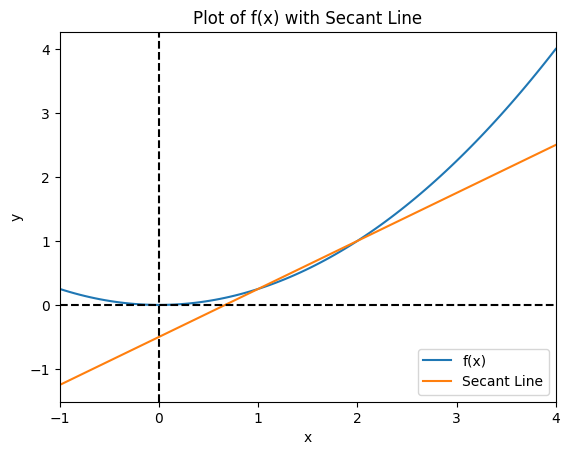 Plot of f(x) with Secant Line
4
3
2
1
0
−1
y
−1 0 1 2 3 4
x
f(x)
Secant Line